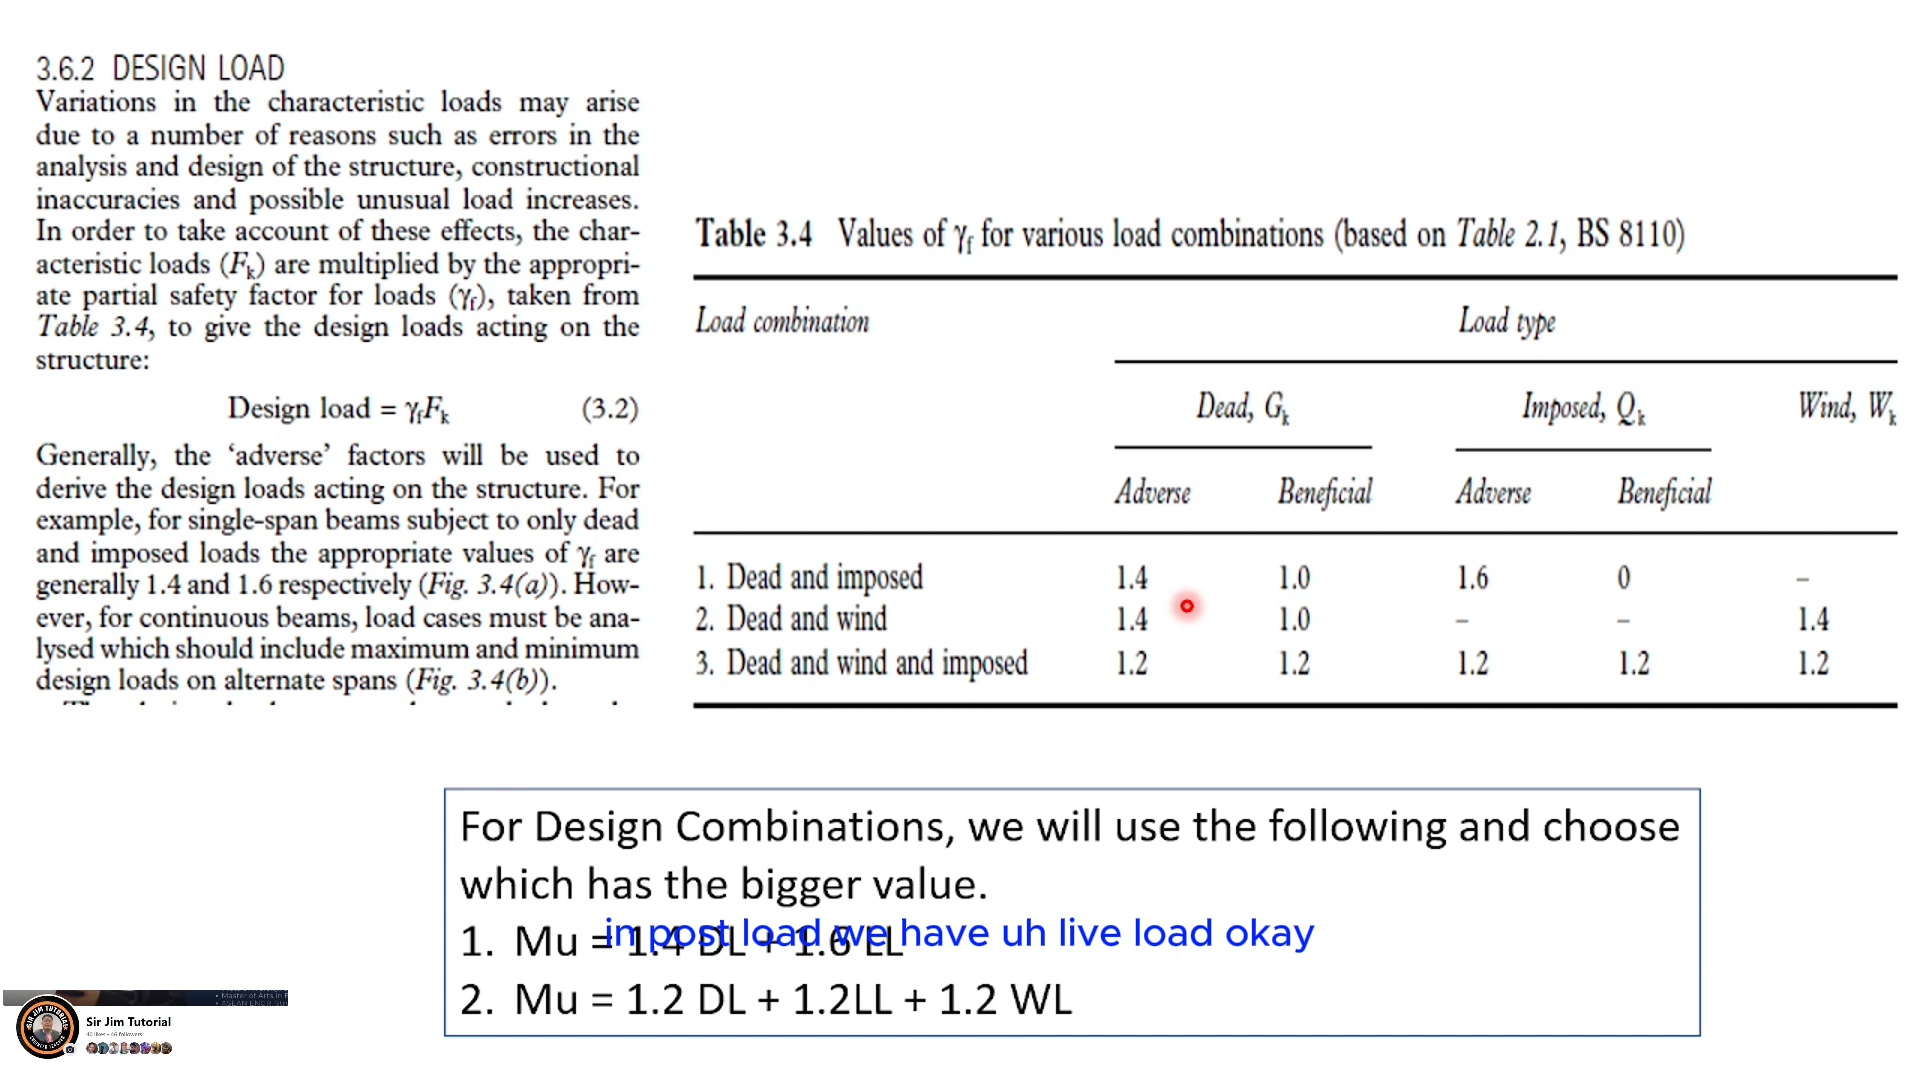 3.6.2 DESIGN LOAD
Variations in the characteristic loads may arise
due to a number of reasons such as errors in the
analysis and design of the structure, constructional
inaccuracies and possible unusual load increases.
In order to take account of these effects, the char-
acteristic loads (Fk) are multiplied by the appropri-
ate partial safety factor for loads (γf), taken from
Table 3.4, to give the design loads acting on the
structure:
Design load = γfFk (3.2)
Generally, the ‘adverse’ factors will be used to
derive the design loads acting on the structure. For
example, for single-span beams subject to only dead
and imposed loads the appropriate values of γf are
generally 1.4 and 1.6 respectively (Fig. 3.4(a)). How-
ever, for continuous beams, load cases must be ana-
lysed which should include maximum and minimum
design loads on alternate spans (Fig. 3.4(b)).
Table 3.4 Values of γf for various load combinations (based on Table 2.1, BS 8110)
Load combination Load type
Dead, Gk Imposed, Qk Wind, Wk
Adverse Beneficial Adverse Beneficial
1. Dead and imposed 1.4 1.0 1.6 0 –
2. Dead and wind 1.4 1.0 – – 1.4
3. Dead and wind and imposed 1.2 1.2 1.2 1.2 1.2
For Design Combinations, we will use the following and choose
which has the bigger value.
1. Mu = 1.4 DL + 1.6 LL
in post load we have uh live load okay
2. Mu = 1.2 DL + 1.2LL + 1.2 WL
Sir Jim Tutorial